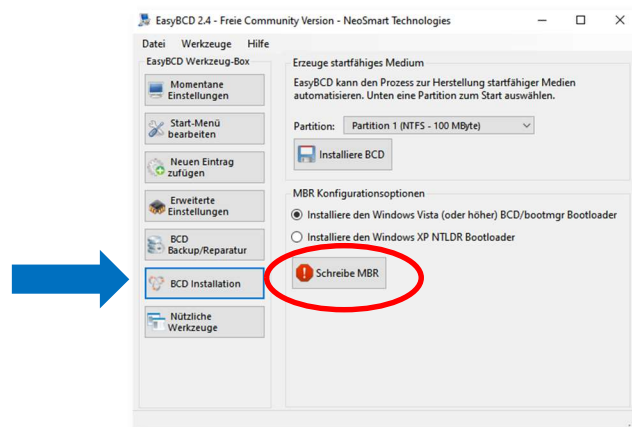 EasyBCD 2.4 - Freie Community Version - NeoSmart Technologies
Datei Werkzeuge Hilfe
EasyBCD Werkzeug-Box
Momentane
Einstellungen
Start-Menü
bearbeiten
Neuen Eintrag
zufügen
Erweiterte
Einstellungen
BCD
Backup/Reparatur
BCD Installation
Nützliche
Werkzeuge
Erzeuge startfähiges Medium
EasyBCD kann den Prozess zur Herstellung startfähiger Medien
automatisieren. Unten eine Partition zum Start auswählen.
Partition: Partition 1 (NTFS - 100 MByte)
Installiere BCD
MBR Konfigurationsoptionen
Installiere den Windows Vista (oder höher) BCD/bootmgr Bootloader
Installiere den Windows XP NTLDR Bootloader
Schreibe MBR